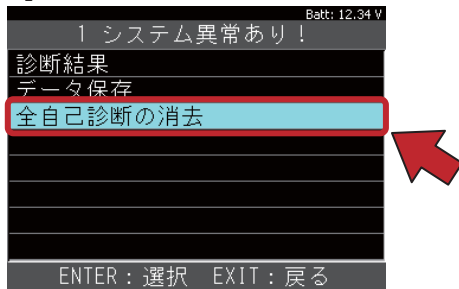 Batt: 12.34 V
1 システム異常あり!
診断結果
データ保存
全自己診断の消去
ENTER:選択 EXIT:戻る